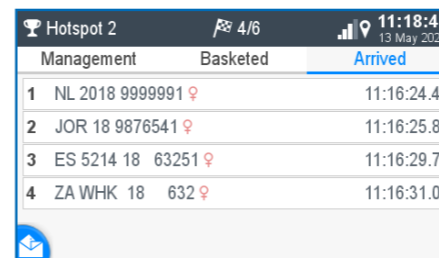 Hotspot 2 4/6 11:18:4
13 May 202
Management Basketed Arrived
1 NL 2018 9999991 ♀ 11:16:24.4
2 JOR 18 9876541 ♀ 11:16:25.8
3 ES 5214 18 63251 ♀ 11:16:29.7
4 ZA WHK 18 632 ♀ 11:16:31.0